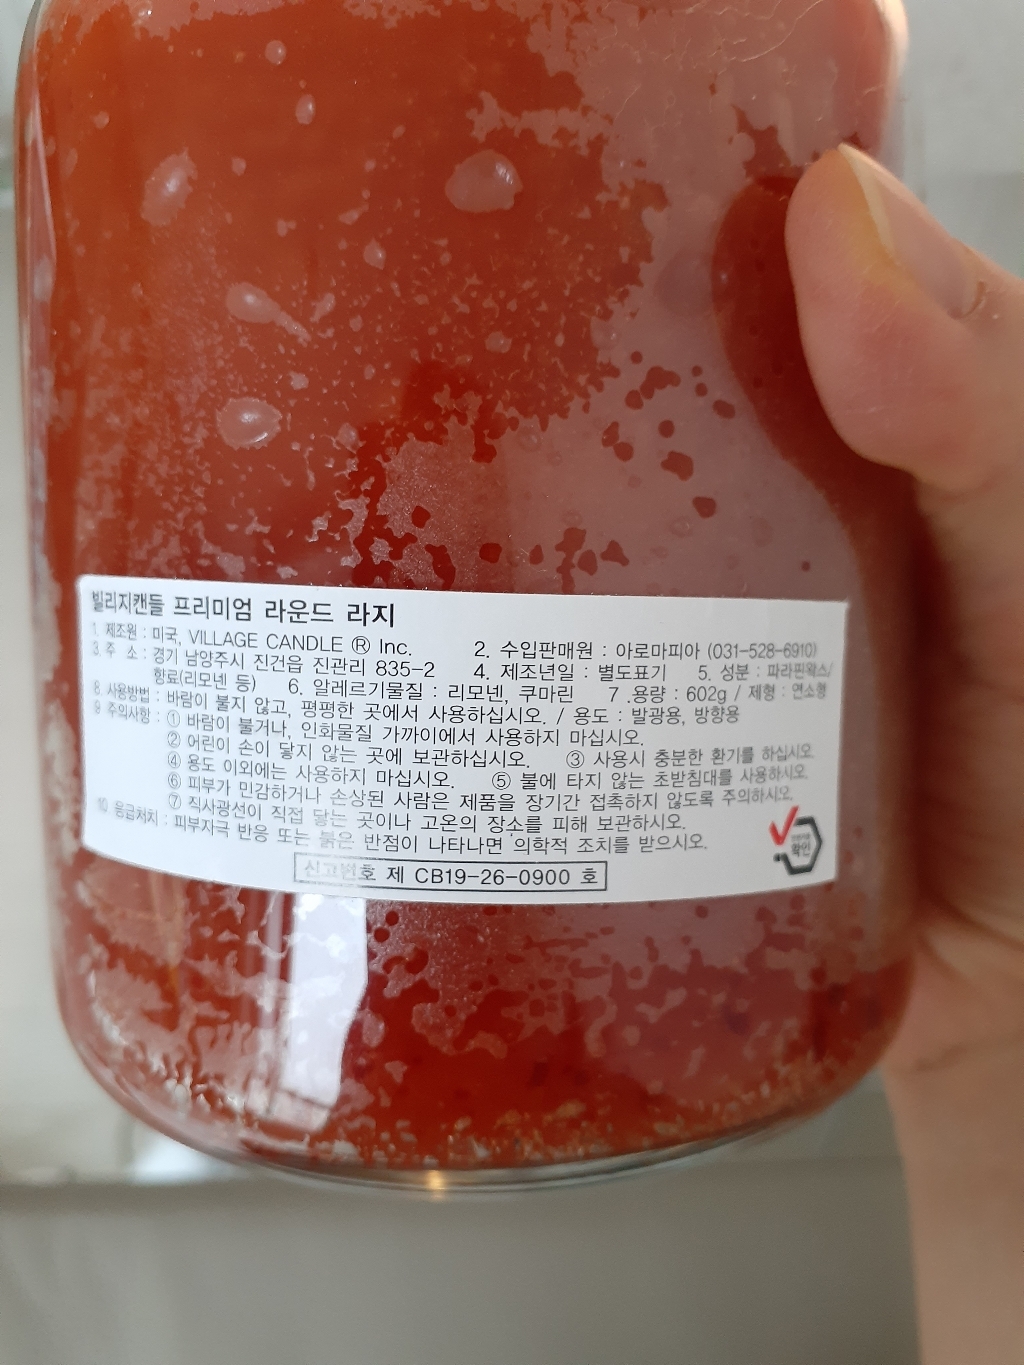 빌리지캔들 프리미엄 라운드 라지
1. 제조원 : 미국, VILLAGE CANDLE ® Inc. 2. 수입판매원 : 아로마피아 (031-528-6910)
3. 주 소 : 경기 남양주시 진건읍 진관리 835-2 4. 제조년일 : 별도표기 5. 성분 : 파라핀왁스/
향료(리모넨 등) 6. 알레르기물질 : 리모넨, 쿠마린 7. 용량 : 602g / 제형 : 연소형
8. 사용방법 : 바람이 불지 않고, 평평한 곳에서 사용하십시오. / 용도 : 발광용, 방향용
9 주의사항 : ① 바람이 불거나, 인화물질 가까이에서 사용하지 마십시오.
② 어린이 손이 닿지 않는 곳에 보관하십시오. ③ 사용시 충분한 환기를 하십시오.
④ 용도 이외에는 사용하지 마십시오. ⑤ 불에 타지 않는 초받침대를 사용하십시오.
⑥ 피부가 민감하거나 손상된 사람은 제품을 장기간 접촉하지 않도록 주의하시오.
⑦ 직사광선이 직접 닿는 곳이나 고온의 장소를 피해 보관하시오.
10. 응급처치 : 피부자극 반응 또는 붉은 반점이 나타나면 의학적 조치를 받으시오.
확인
신고번호 제 CB19-26-0900 호